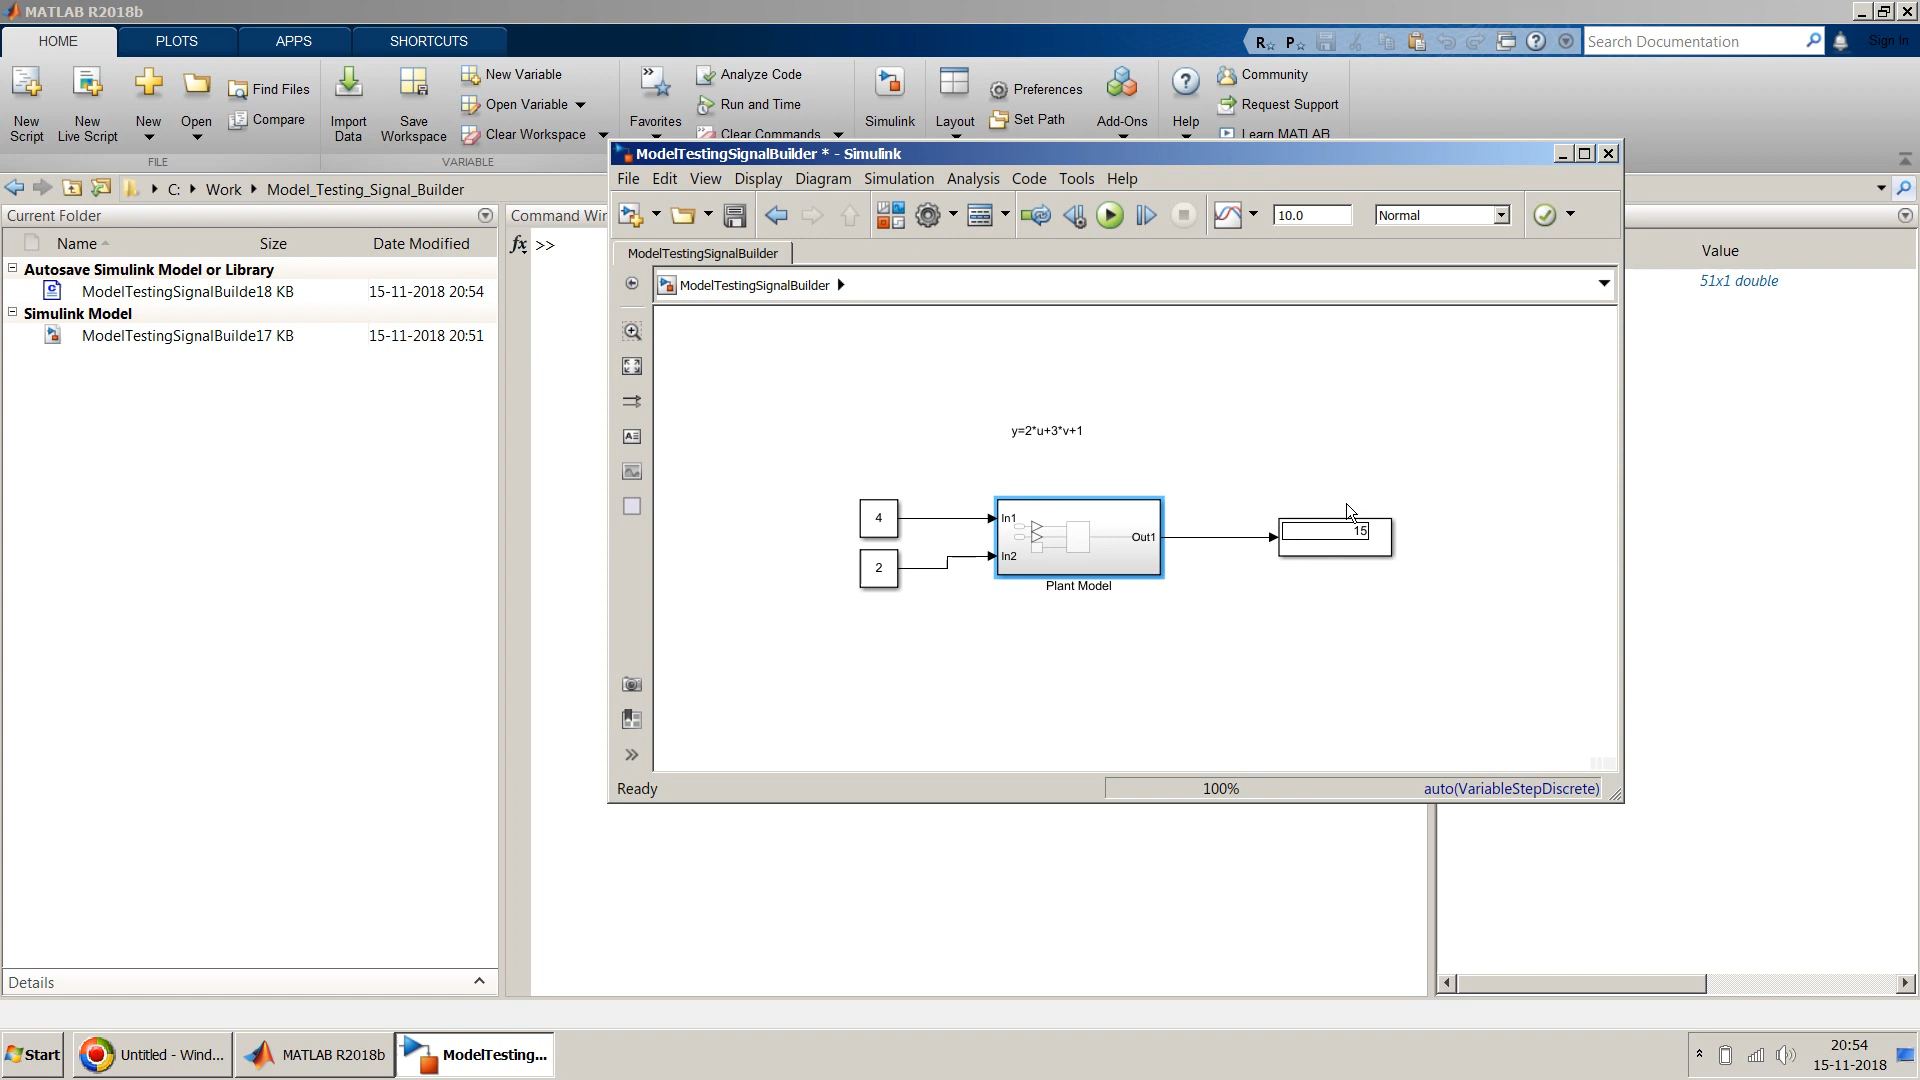 MATLAB R2018b
HOME PLOTS APPS SHORTCUTS
Search Documentation
Sign In
New Script
New Live Script
New
Open
Find Files
Compare
Import Data
Save Workspace
New Variable
Open Variable
Clear Workspace
Favorites
Analyze Code
Run and Time
Clear Commands
Simulink
Layout
Preferences
Set Path
Add-Ons
Help
Community
Request Support
Learn MATLAB
FILE
VARIABLE
C: Work Model_Testing_Signal_Builder
Current Folder
Name Size Date Modified
Autosave Simulink Model or Library
ModelTestingSignalBuilde18 KB 15-11-2018 20:54
Simulink Model
ModelTestingSignalBuilde17 KB 15-11-2018 20:51
Details
Command Wir
fx >>
ModelTestingSignalBuilder * - Simulink
File Edit View Display Diagram Simulation Analysis Code Tools Help
10.0 Normal
ModelTestingSignalBuilder
ModelTestingSignalBuilder
y=2*u+3*v+1
4
2
In1
In2
Out1
Plant Model
15
Ready 100% auto(VariableStepDiscrete)
Value
51x1 double
Start
Untitled - Wind...
MATLAB R2018b
ModelTesting...
20:54
15-11-2018